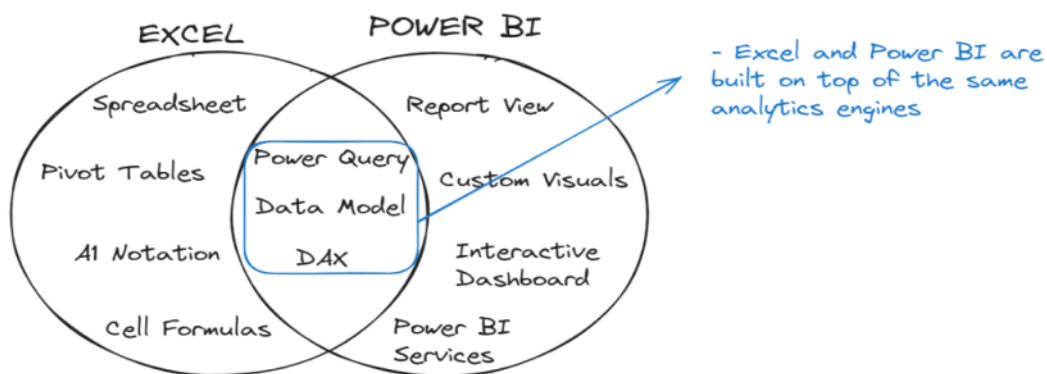 EXCEL
POWER BI
Spreadsheet
Pivot Tables
A1 Notation
Cell Formulas
Power Query
Data Model
DAX
Report View
Custom Visuals
Interactive
Dashboard
Power BI
Services
- Excel and Power BI are
built on top of the same
analytics engines